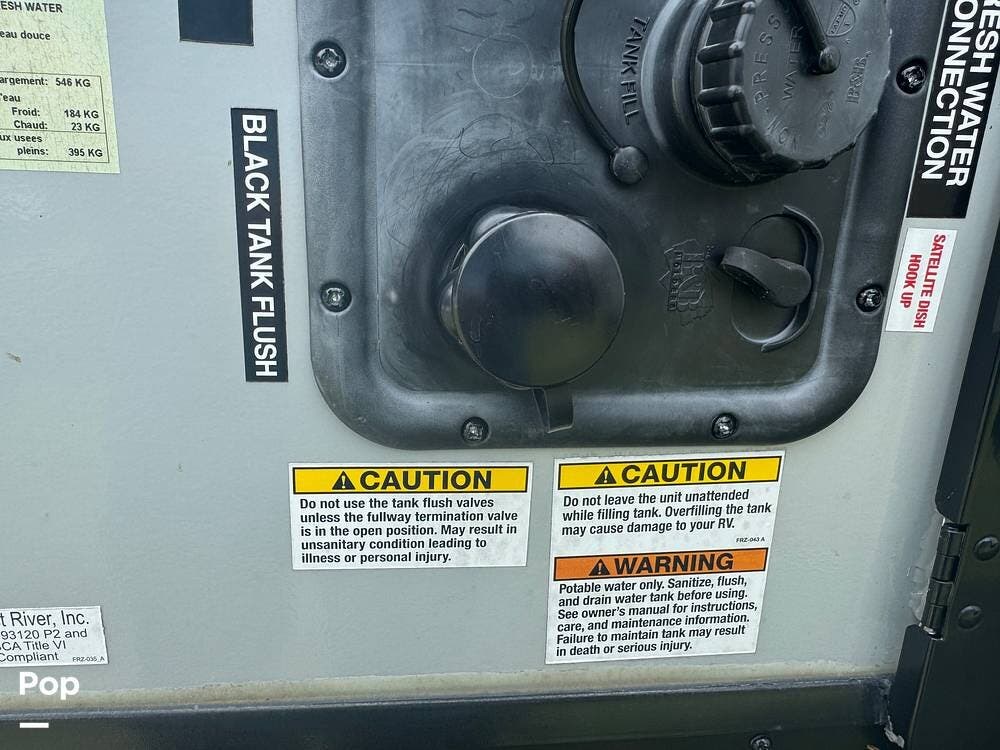 ESH WATER
eau douce
argement: 546 KG
'eau
Froid: 184 KG
Chaud: 23 KG
ux usees
pleins: 395 KG
BLACK TANK FLUSH
TANK FILL
PRESS
WATER
FRESH WATER
CONNECTION
SATELLITE DISH
HOOK UP
CAUTION
Do not use the tank flush valves
unless the fullway termination valve
is in the open position. May result in
unsanitary condition leading to
illness or personal injury.
CAUTION
Do not leave the unit unattended
while filling tank. Overfilling the tank
may cause damage to your RV.
FRZ-043 A
WARNING
Potable water only. Sanitize, flush,
and drain water tank before using.
See owner's manual for instructions,
care, and maintenance information.
Failure to maintain tank may result
in death or serious injury.
t River, Inc.
93120 P2 and
SCA Title VI
Compliant
FRZ-035_A
Pop